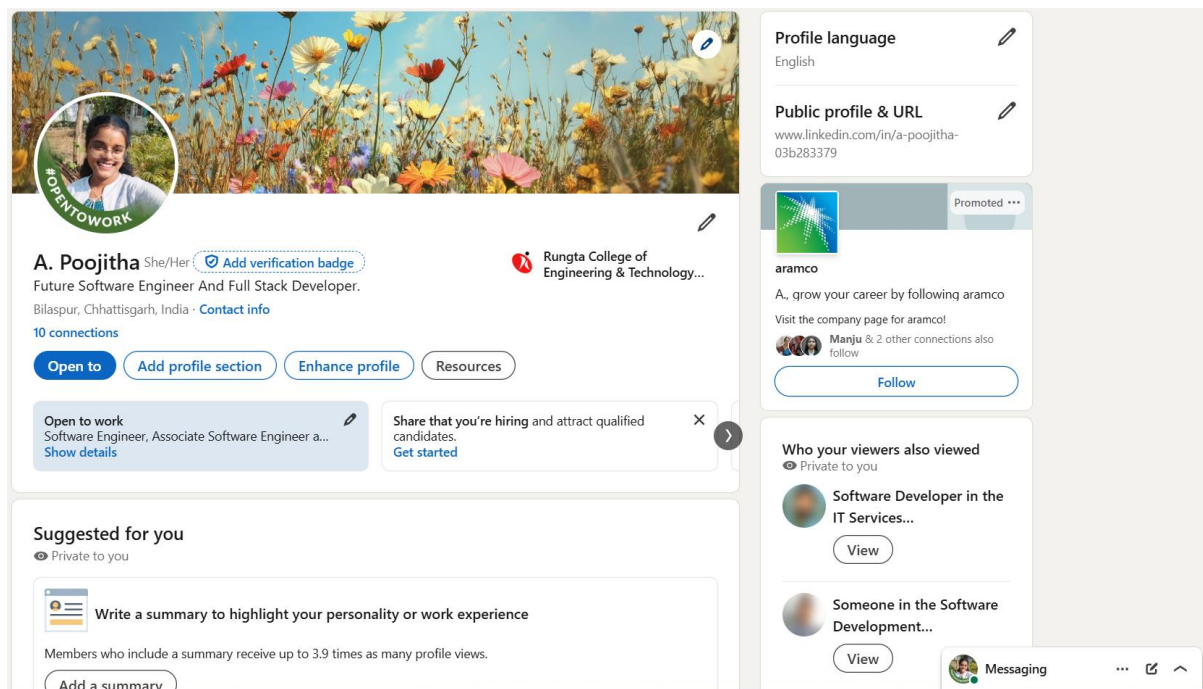 #OPENTOWORK
A. Poojitha She/Her Add verification badge
Future Software Engineer And Full Stack Developer.
Bilaspur, Chhattisgarh, India · Contact info
10 connections
Rungta College of
Engineering & Technology...
Open to
Add profile section
Enhance profile
Resources
Open to work
Software Engineer, Associate Software Engineer a...
Show details
Share that you're hiring and attract qualified
candidates.
Get started
Suggested for you
Private to you
Write a summary to highlight your personality or work experience
Members who include a summary receive up to 3.9 times as many profile views.
Add a summary
Profile language
English
Public profile & URL
www.linkedin.com/in/a-poojitha-
03b283379
Promoted
aramco
A., grow your career by following aramco
Visit the company page for aramco!
Manju & 2 other connections also
follow
Follow
Who your viewers also viewed
Private to you
Software Developer in the
IT Services...
View
Someone in the Software
Development...
View
Messaging